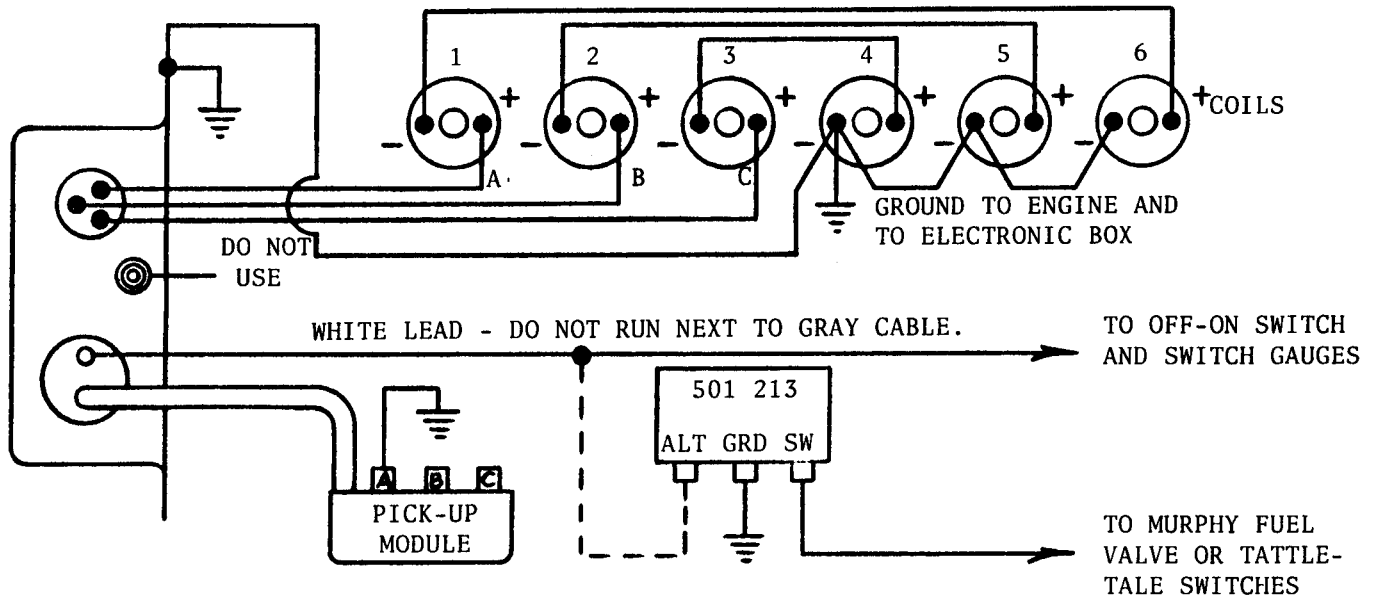 1 2 3 4 5 6
+ + + + + +COILS
- - - - - -
A. B C
GROUND TO ENGINE AND
TO ELECTRONIC BOX
DO NOT
USE
WHITE LEAD - DO NOT RUN NEXT TO GRAY CABLE.
TO OFF-ON SWITCH
AND SWITCH GAUGES
501 213
ALT GRD SW
A B C
PICK-UP
MODULE
TO MURPHY FUEL
VALVE OR TATTLE-
TALE SWITCHES